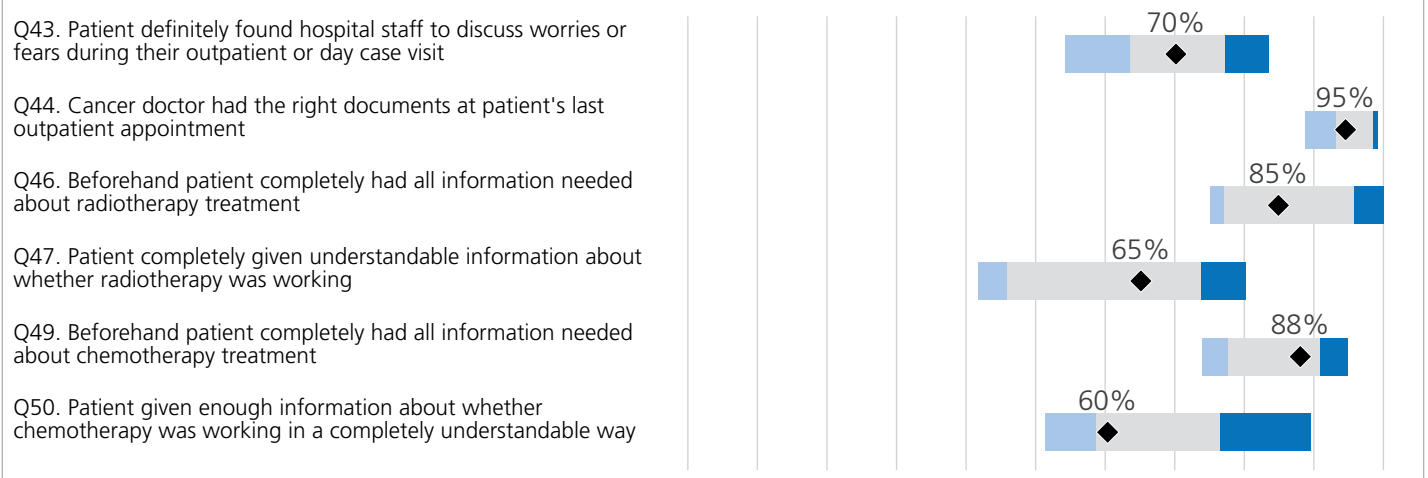 Q43. Patient definitely found hospital staff to discuss worries or
fears during their outpatient or day case visit
70%
Q44. Cancer doctor had the right documents at patient's last
outpatient appointment
95%
Q46. Beforehand patient completely had all information needed
about radiotherapy treatment
85%
Q47. Patient completely given understandable information about
whether radiotherapy was working
65%
Q49. Beforehand patient completely had all information needed
about chemotherapy treatment
88%
Q50. Patient given enough information about whether
chemotherapy was working in a completely understandable way
60%